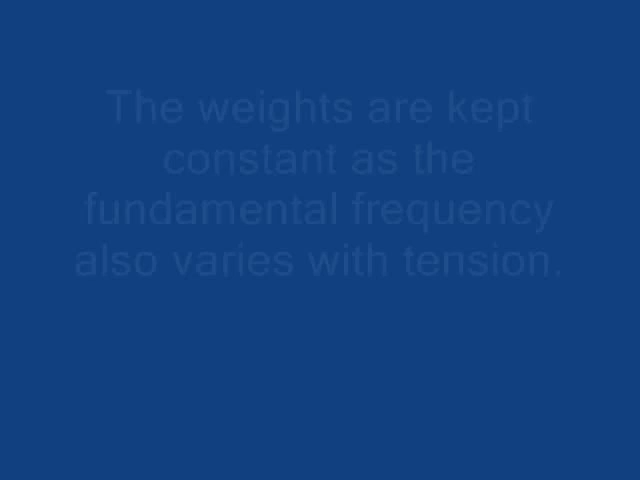 The weights are kept
constant as the
fundamental frequency
also varies with tension.